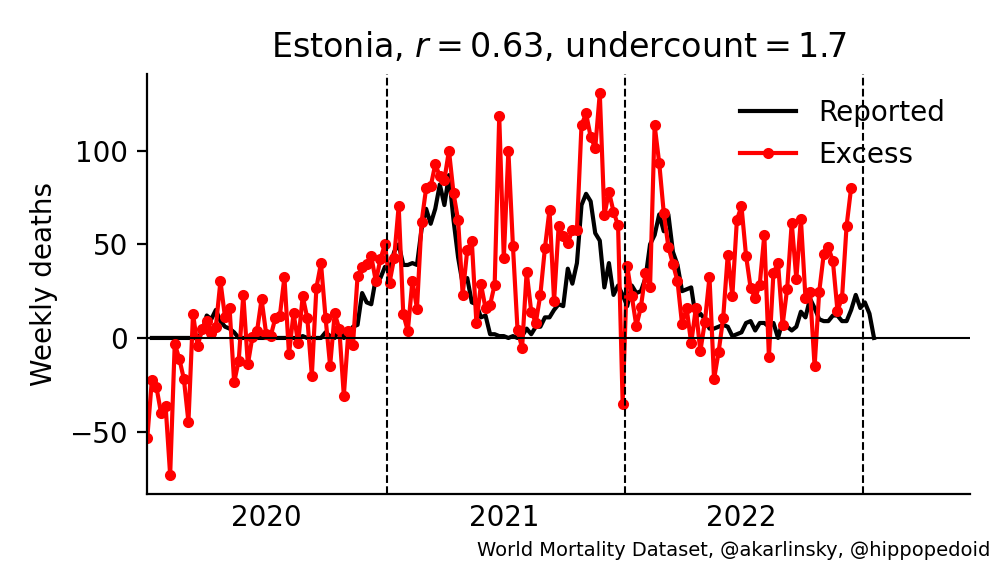 Estonia, r = 0.63, undercount = 1.7
Reported
Excess
Weekly deaths
100
50
0
−50
2020
2021
2022
World Mortality Dataset, @akarlinsky, @hippopedoid